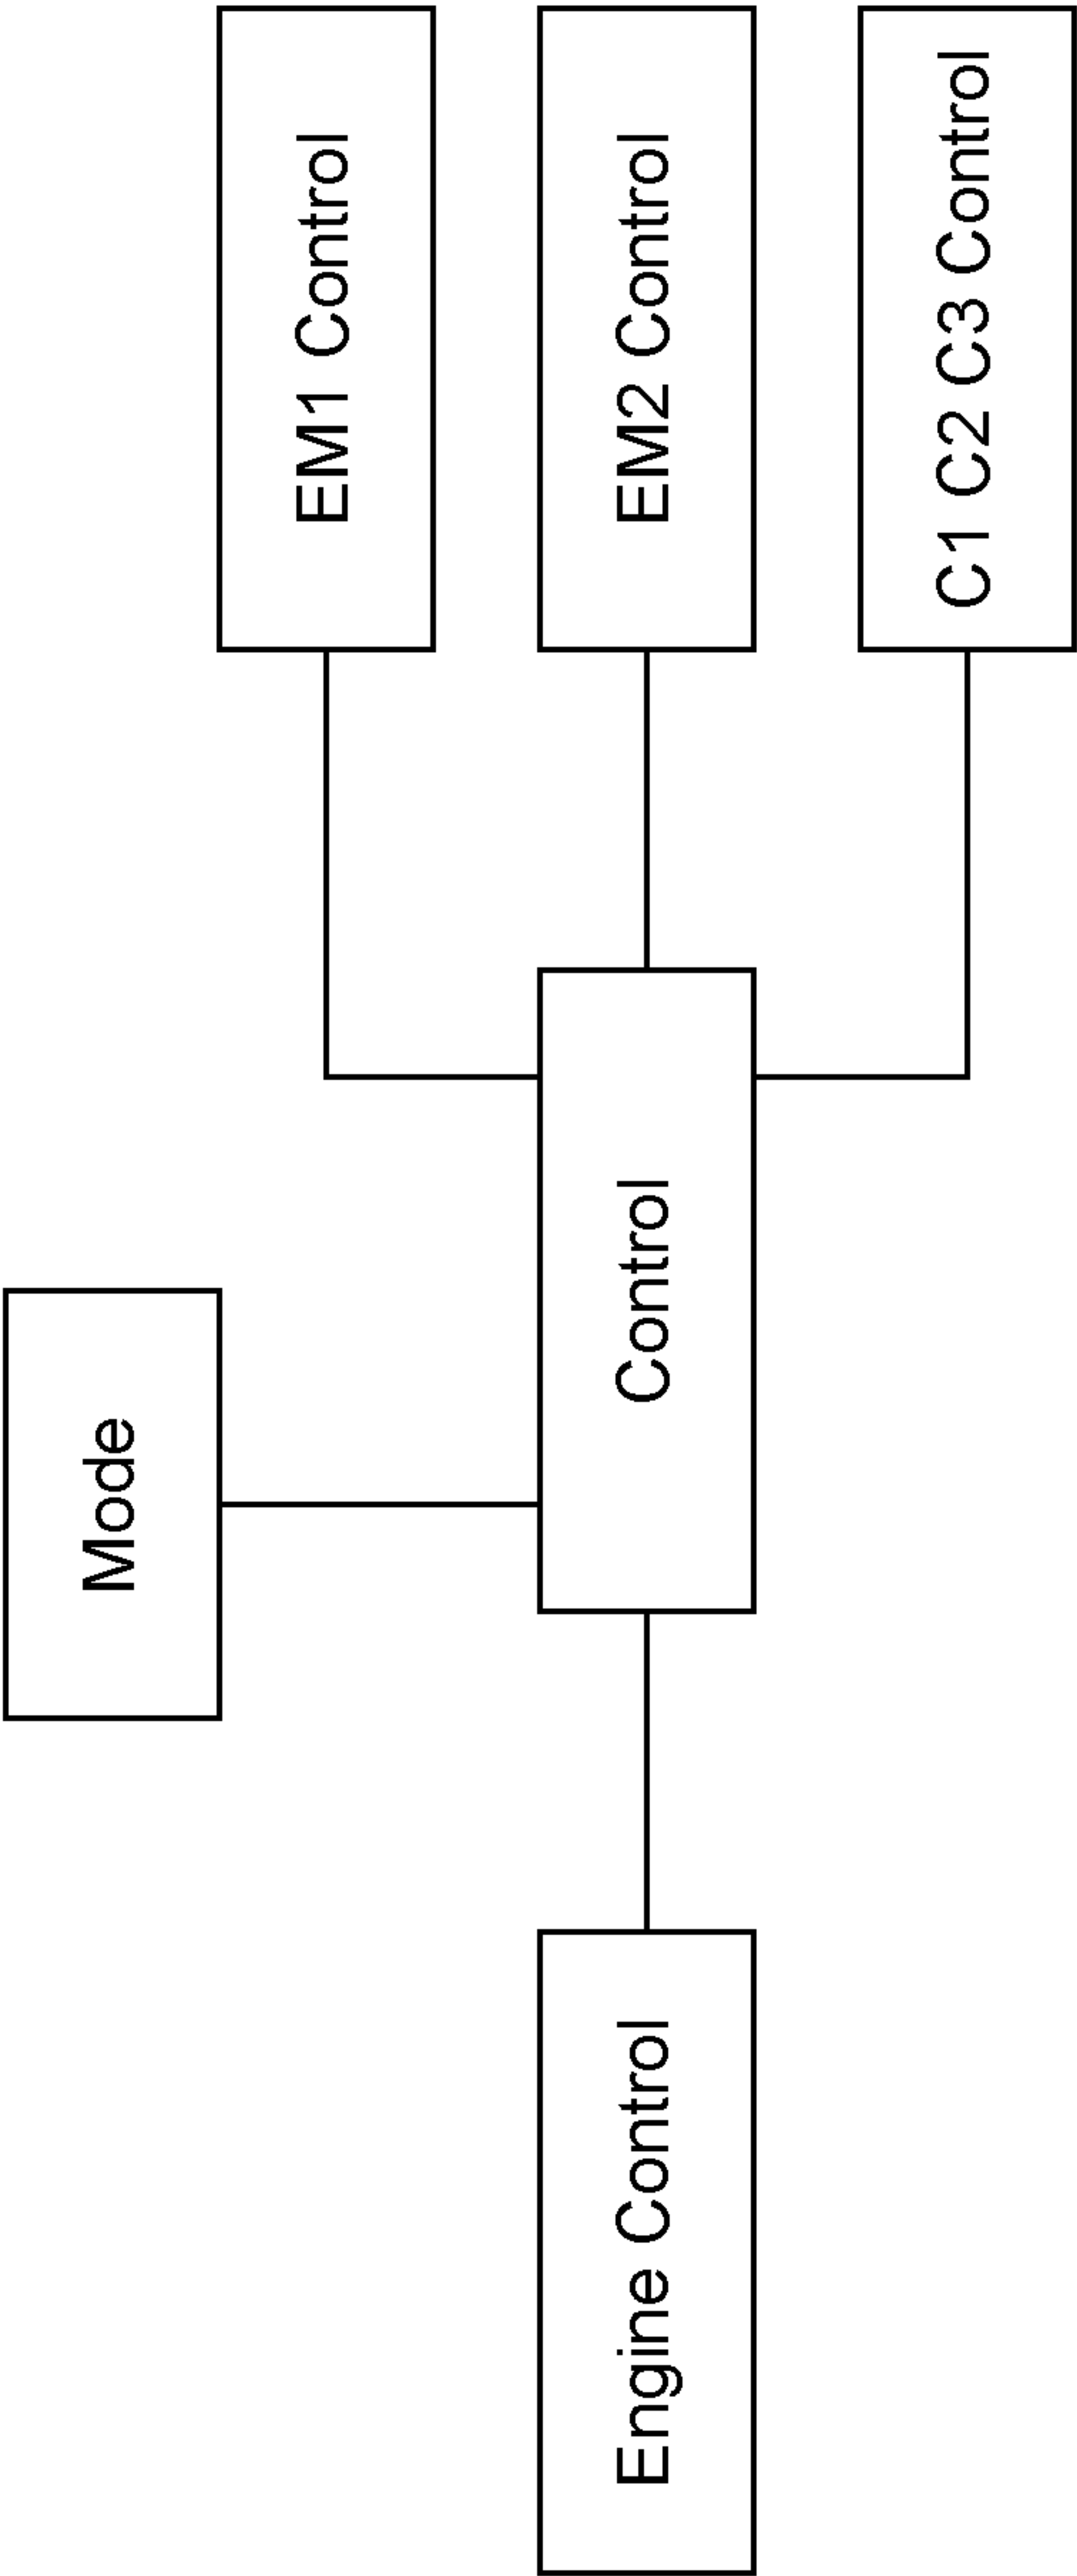 Mode
EM1 Control
Engine Control
Control
EM2 Control
C1 C2 C3 Control